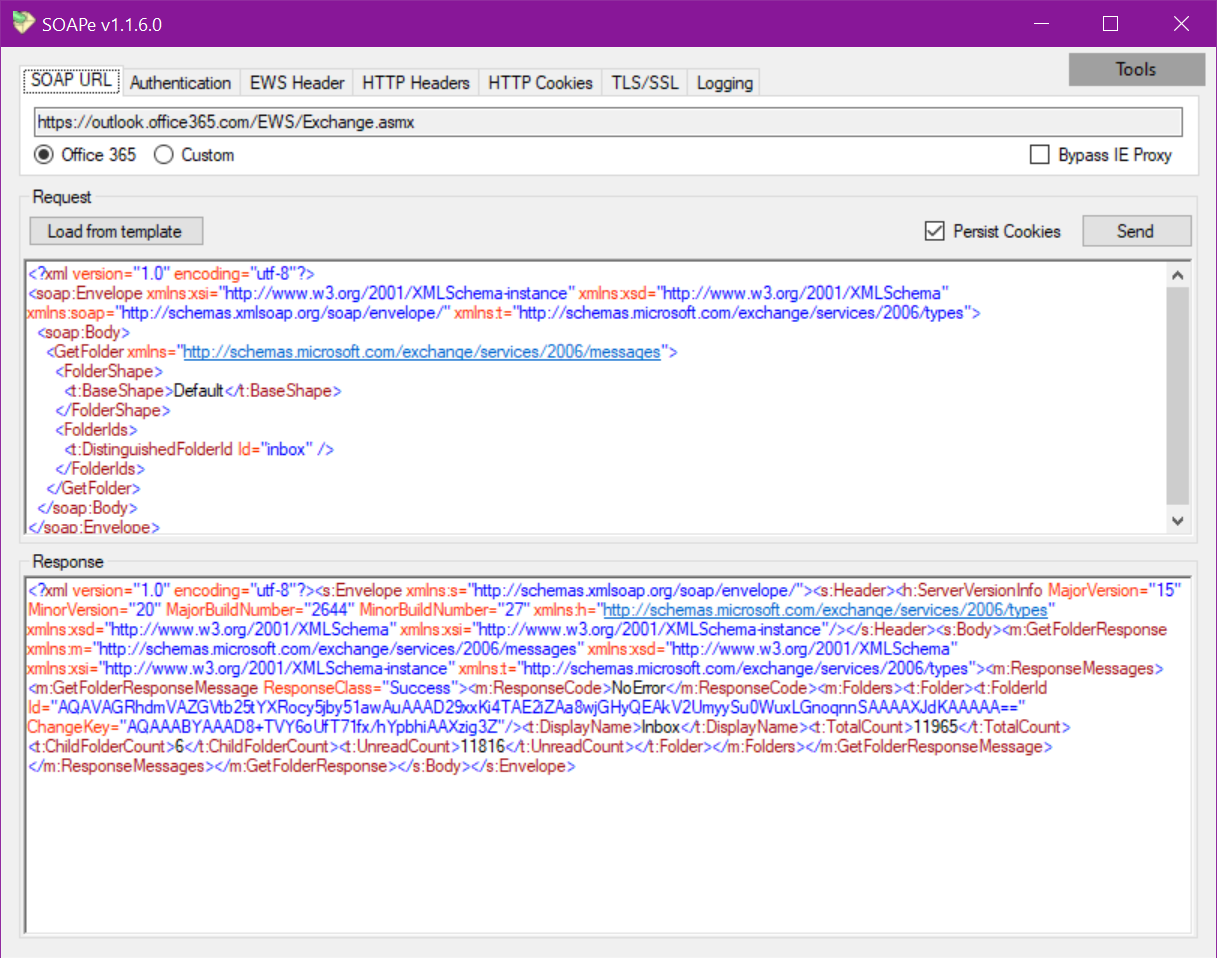 SOAPe v1.1.6.0
Tools
SOAP URL Authentication EWS Header HTTP Headers HTTP Cookies TLS/SSL Logging
https://outlook.office365.com/EWS/Exchange.asmx
Office 365 Custom Bypass IE Proxy
Request
Load from template Persist Cookies Send
<?xml version="1.0" encoding="utf-8"?>
<soap:Envelope xmlns:xsi="http://www.w3.org/2001/XMLSchema-instance" xmlns:xsd="http://www.w3.org/2001/XMLSchema"
xmlns:soap="http://schemas.xmlsoap.org/soap/envelope/" xmlns:t="http://schemas.microsoft.com/exchange/services/2006/types">
<soap:Body>
<GetFolder xmlns="http://schemas.microsoft.com/exchange/services/2006/messages">
<FolderShape>
<t:BaseShape>Default</t:BaseShape>
</FolderShape>
<FolderIds>
<t:DistinguishedFolderId Id="inbox" />
</FolderIds>
</GetFolder>
</soap:Body>
</soap:Envelope>
Response
<?xml version="1.0" encoding="utf-8"?><s:Envelope xmlns:s="http://schemas.xmlsoap.org/soap/envelope/"><s:Header><h:ServerVersionInfo MajorVersion="15"
MinorVersion="20" MajorBuildNumber="2644" MinorBuildNumber="27" xmlns:h="http://schemas.microsoft.com/exchange/services/2006/types"
xmlns:xsd="http://www.w3.org/2001/XMLSchema" xmlns:xsi="http://www.w3.org/2001/XMLSchema-instance"/></s:Header><s:Body><m:GetFolderResponse
xmlns:m="http://schemas.microsoft.com/exchange/services/2006/messages" xmlns:xsd="http://www.w3.org/2001/XMLSchema"
xmlns:xsi="http://www.w3.org/2001/XMLSchema-instance" xmlns:t="http://schemas.microsoft.com/exchange/services/2006/types"><m:ResponseMessages>
<m:GetFolderResponseMessage ResponseClass="Success"><m:ResponseCode>NoError</m:ResponseCode><m:Folders><t:Folder><t:FolderId
Id="AQAVAGRhdmVAZGVtb25tYXRocy5jby51awAuAAAD29xxKi4TAE2iZAa8wjGHyQEAkV2UmyySu0WuxLGnoqnnSAAAAXJdKAAAAA=="
ChangeKey="AQAAABYAAAD8+TVY6oUfT71fx/hYpbhiAAXzig3Z"/><t:DisplayName>Inbox</t:DisplayName><t:TotalCount>11965</t:TotalCount>
<t:ChildFolderCount>6</t:ChildFolderCount><t:UnreadCount>11816</t:UnreadCount></t:Folder></m:Folders></m:GetFolderResponseMessage>
</m:ResponseMessages></m:GetFolderResponse></s:Body></s:Envelope>